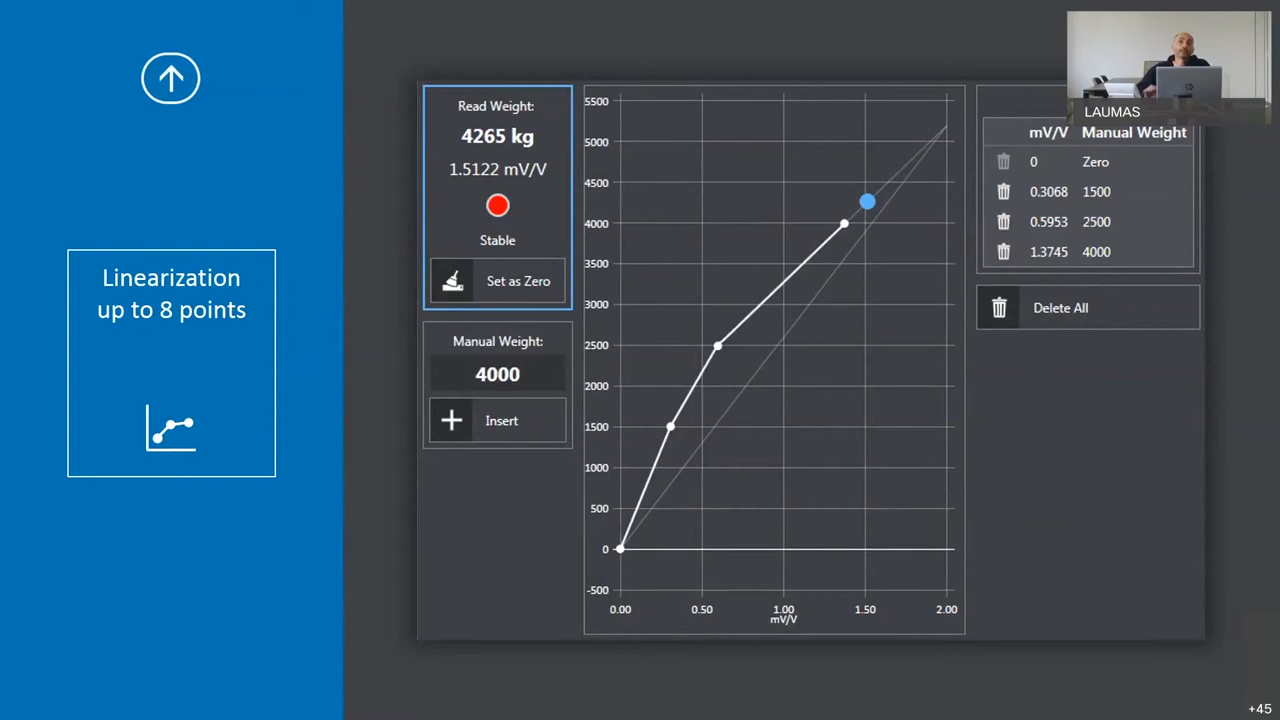 Linearization
up to 8 points
Read Weight:
4265 kg
1.5122 mV/V
Stable
Set as Zero
Manual Weight:
4000
Insert
5500
5000
4500
4000
3500
3000
2500
2000
1500
1000
500
0
-500
0.00 0.50 1.00 1.50 2.00
mV/V
LAUMAS
mV/V Manual Weight
0 Zero
0.3068 1500
0.5953 2500
1.3745 4000
Delete All
+45